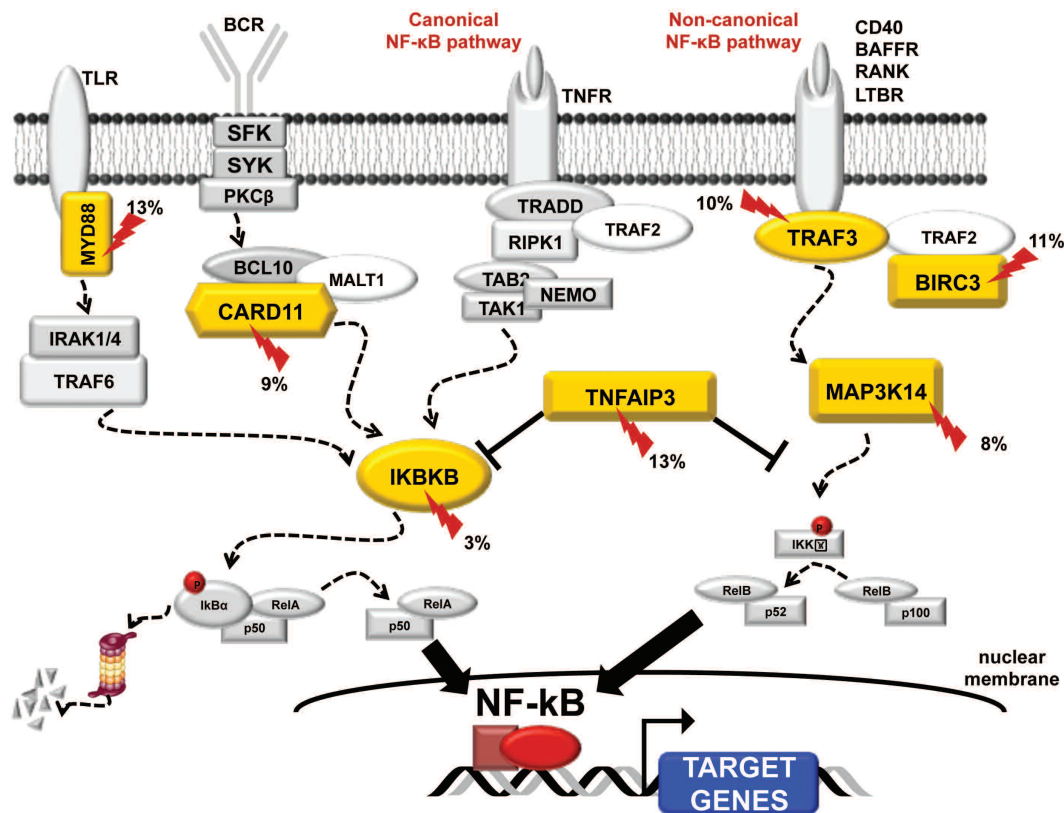 BCR
Canonical
NF-κB pathway
Non-canonical
NF-κB pathway
CD40
BAFFR
RANK
LTBR
TLR
TNFR
SFK
SYK
PKCβ
MYD88
13%
TRADD
RIPK1
TRAF2
10%
TRAF3
TRAF2
11%
BIRC3
BCL10
MALT1
CARD11
9%
TAB2
TAK1
NEMO
IRAK1/4
TRAF6
TNFAIP3
13%
MAP3K14
8%
IKBKB
3%
P
IKK
P
IkBα
RelA
p50
RelA
p50
RelB
p52
RelB
p100
nuclear
membrane
NF-kB
TARGET
GENES